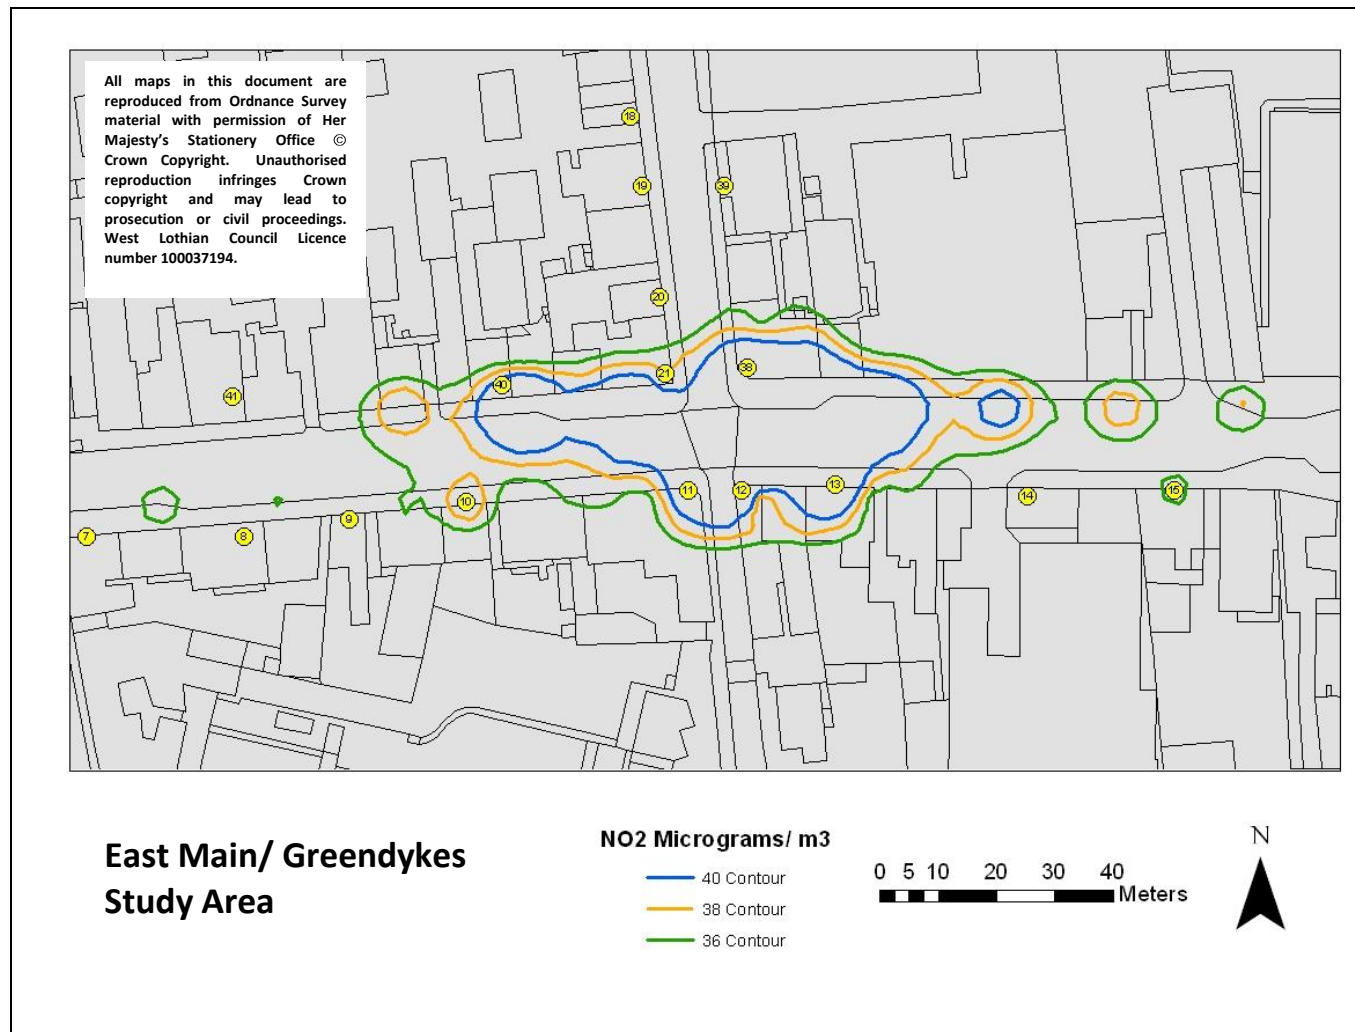 All maps in this document are
reproduced from Ordnance Survey
material with permission of Her
Majesty’s Stationery Office ©
Crown Copyright. Unauthorised
reproduction infringes Crown
copyright and may lead to
prosecution or civil proceedings.
West Lothian Council Licence
number 100037194.
18
19
39
20
21
38
40
41
11
12
13
10
14
15
9
7
8
East Main/ Greendykes
Study Area
NO2 Micrograms/ m3
40 Contour
38 Contour
36 Contour
0 5 10 20 30 40
Meters
N